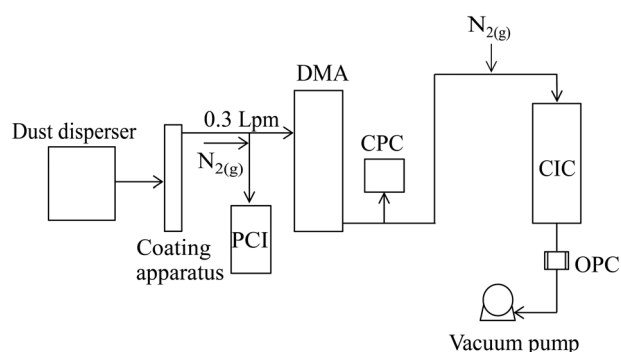 N2(g)
DMA
0.3 Lpm
Dust disperser
CPC
N2(g)
CIC
PCI
Coating
apparatus
OPC
Vacuum pump